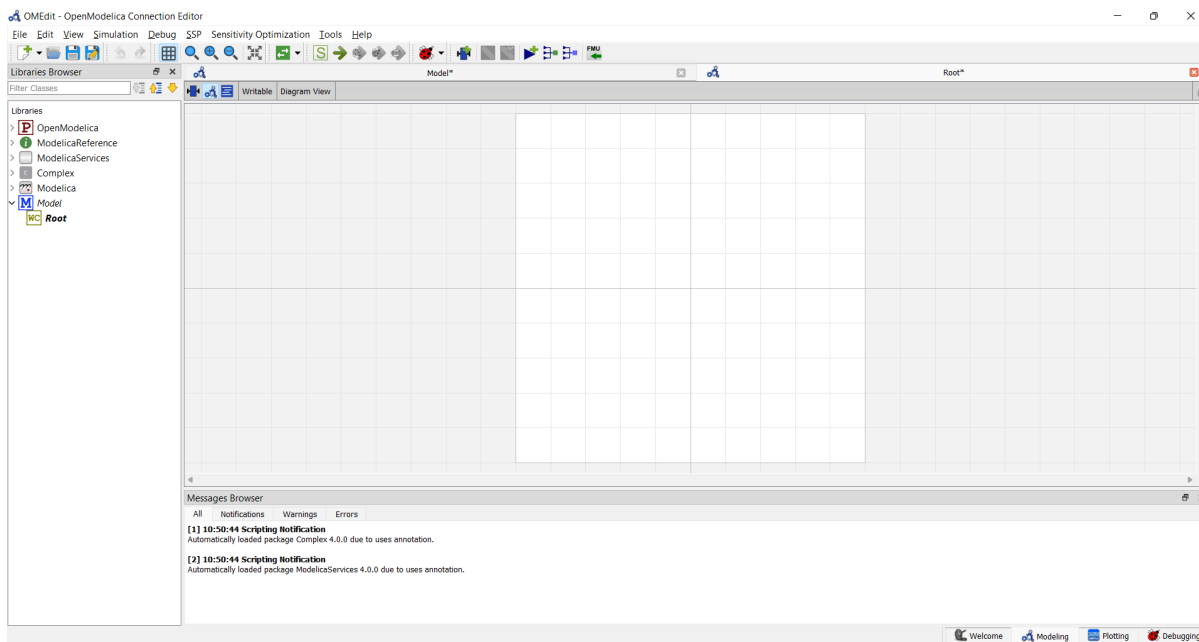 OMEdit - OpenModelica Connection Editor
File Edit View Simulation Debug SSP Sensitivity Optimization Tools Help
S FMU
Libraries Browser
Model*
Root*
Filter Classes
Writable Diagram View
Libraries
P OpenModelica
i ModelicaReference
ModelicaServices
C Complex
Modelica
M Model
WC Root
Messages Browser
All Notifications Warnings Errors
[1] 10:50:44 Scripting Notification
Automatically loaded package Complex 4.0.0 due to uses annotation.
[2] 10:50:44 Scripting Notification
Automatically loaded package ModelicaServices 4.0.0 due to uses annotation.
Welcome Modeling Plotting Debugging